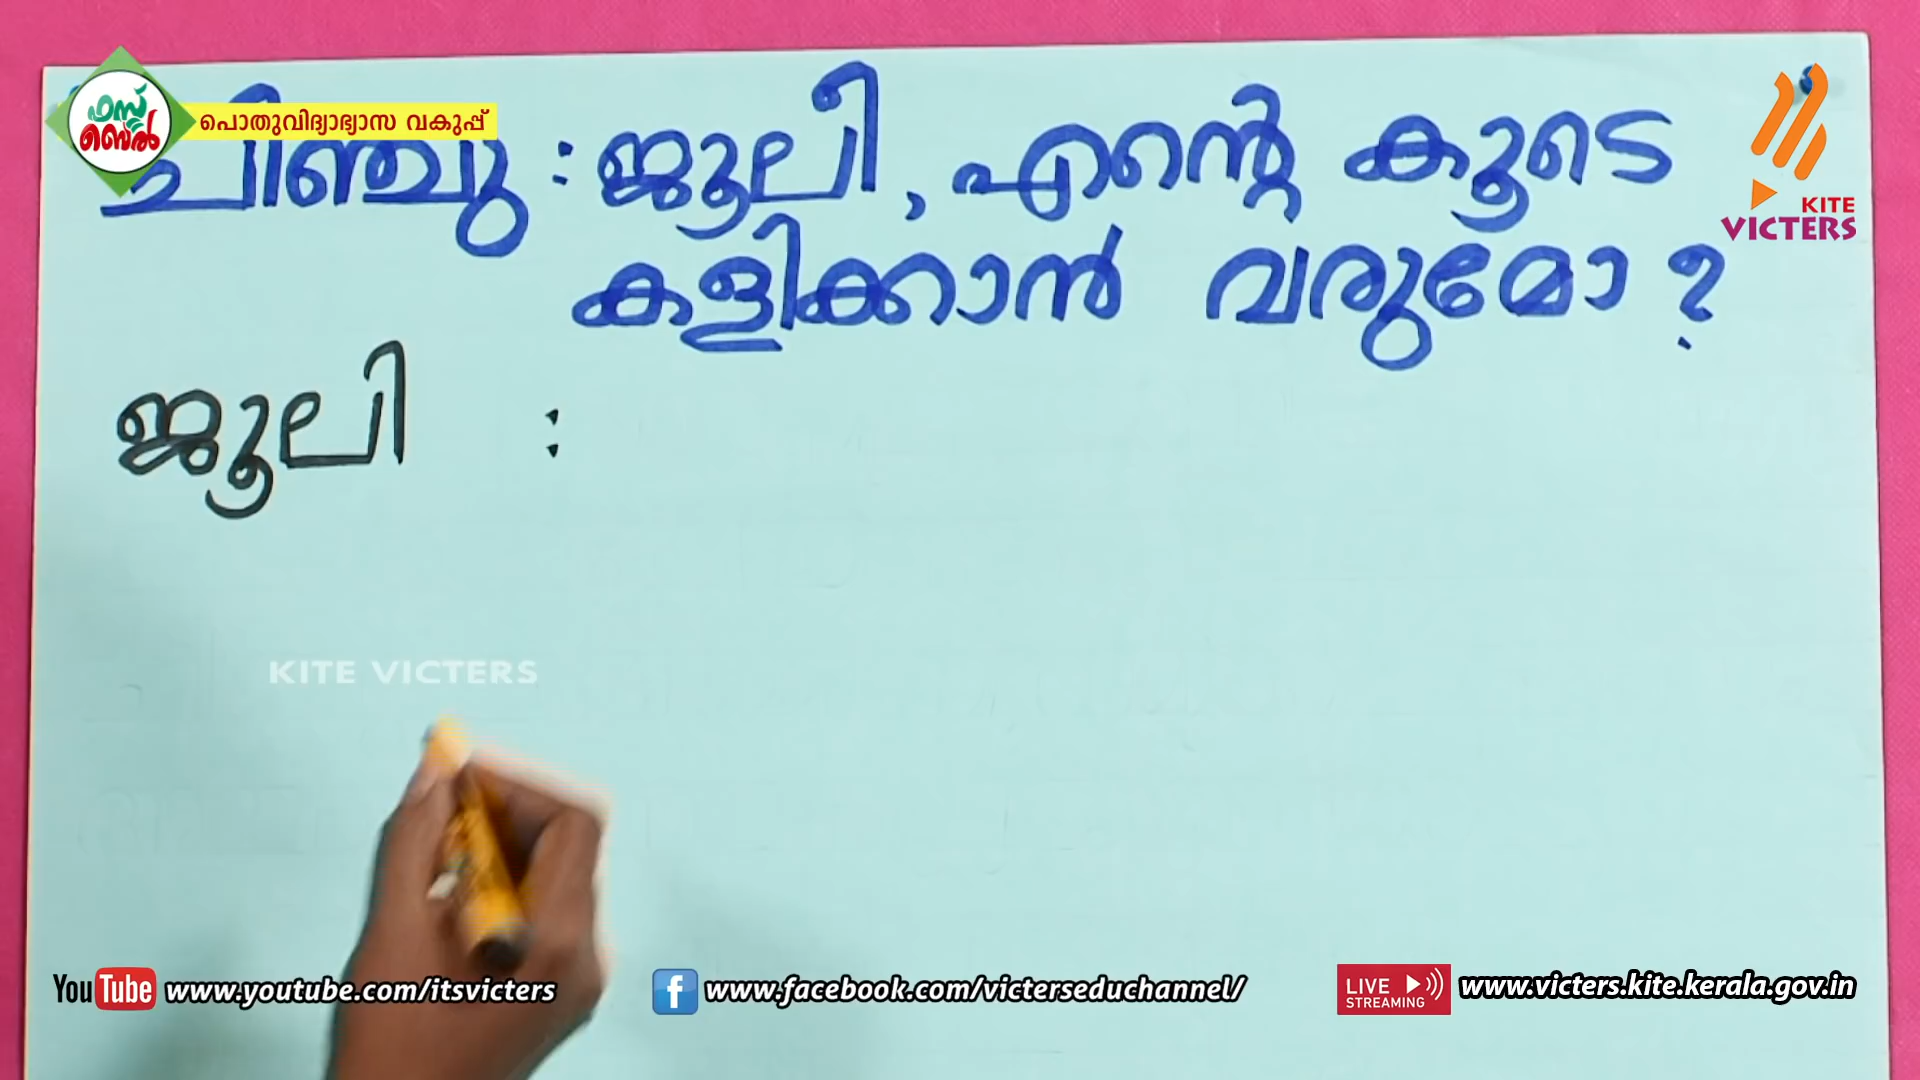 ഫസ്റ്റ് ബെൽ
പൊതുവിദ്യാഭ്യാസ വകുപ്പ്
ചിഞ്ചു : ജൂലീ, എന്റെ കൂടെ
കളിക്കാൻ വരുമോ ?
KITE
VICTERS
ജൂലി :
KITE VICTERS
YouTube www.youtube.com/itsvicters
f www.facebook.com/victerseduchannel/
LIVE STREAMING www.victers.kite.kerala.gov.in